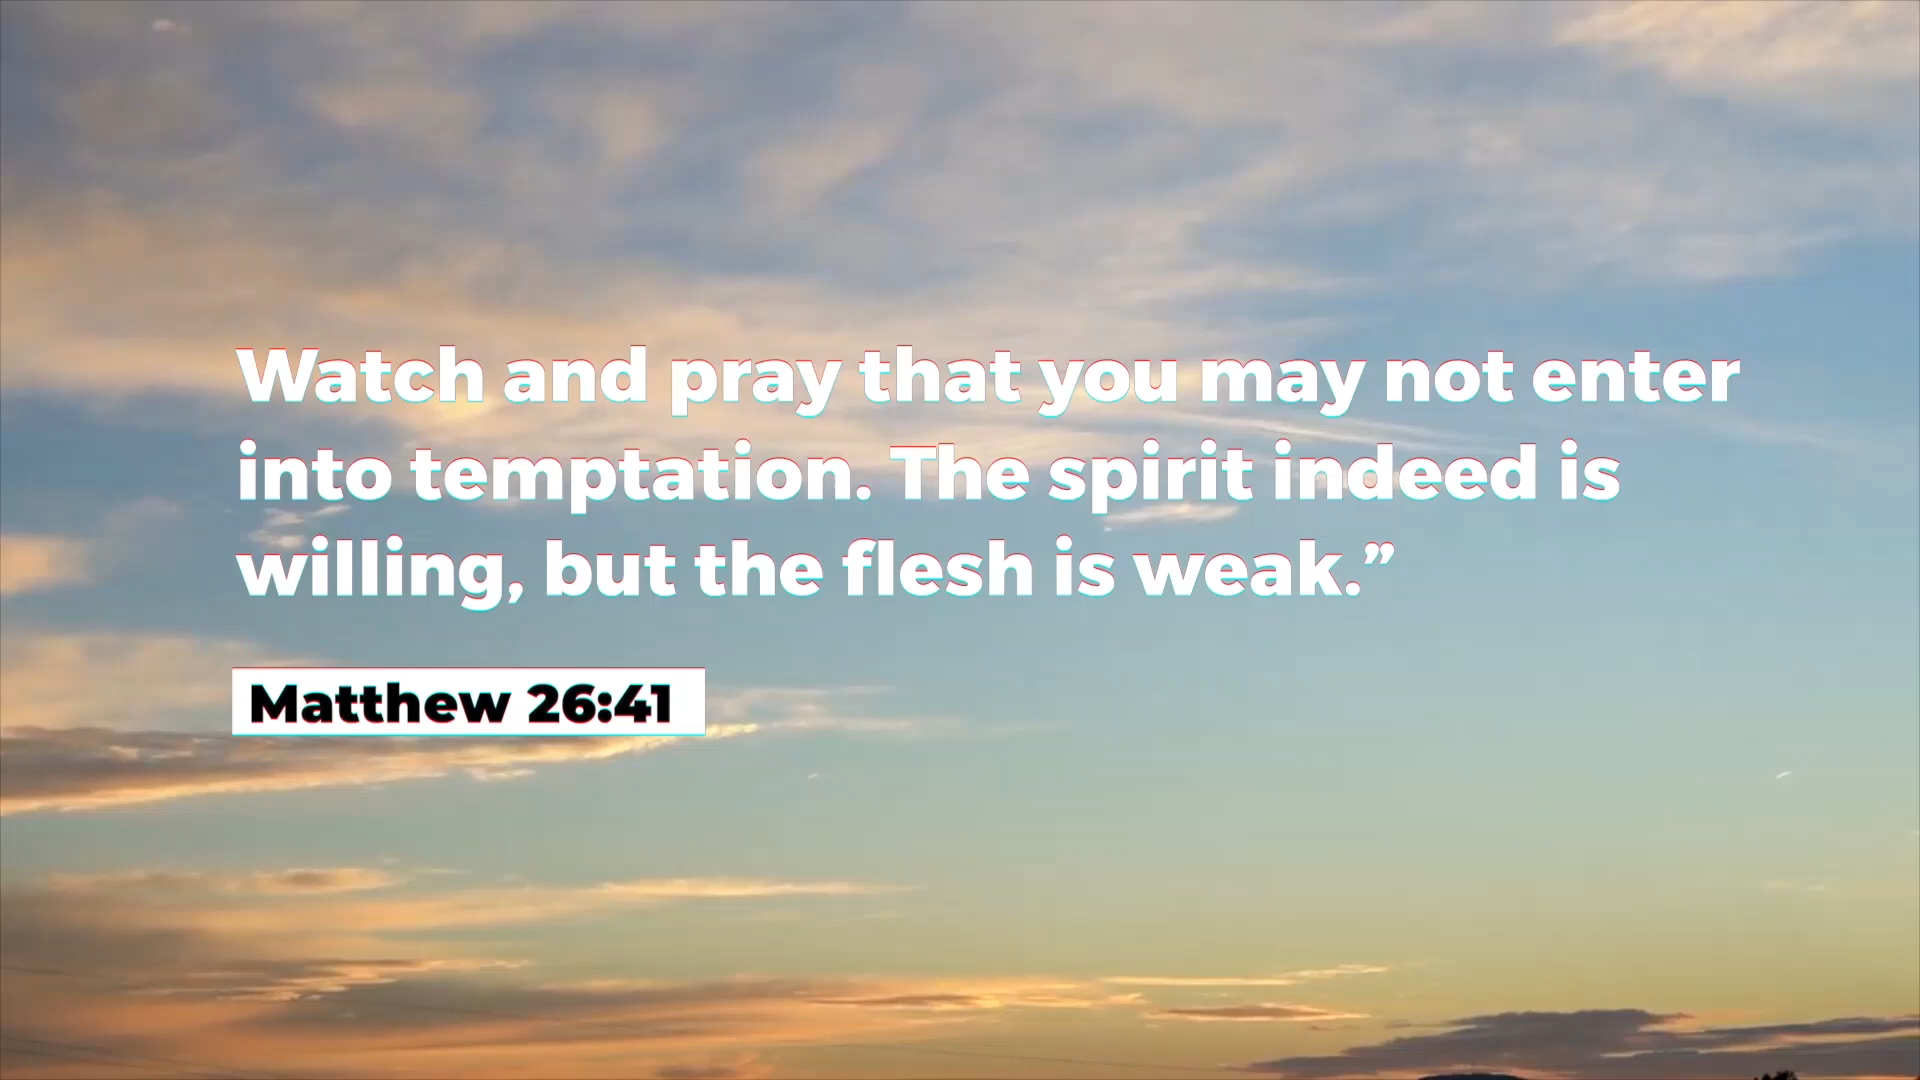 Watch and pray that you may not enter
into temptation. The spirit indeed is
willing, but the flesh is weak.”
Matthew 26:41